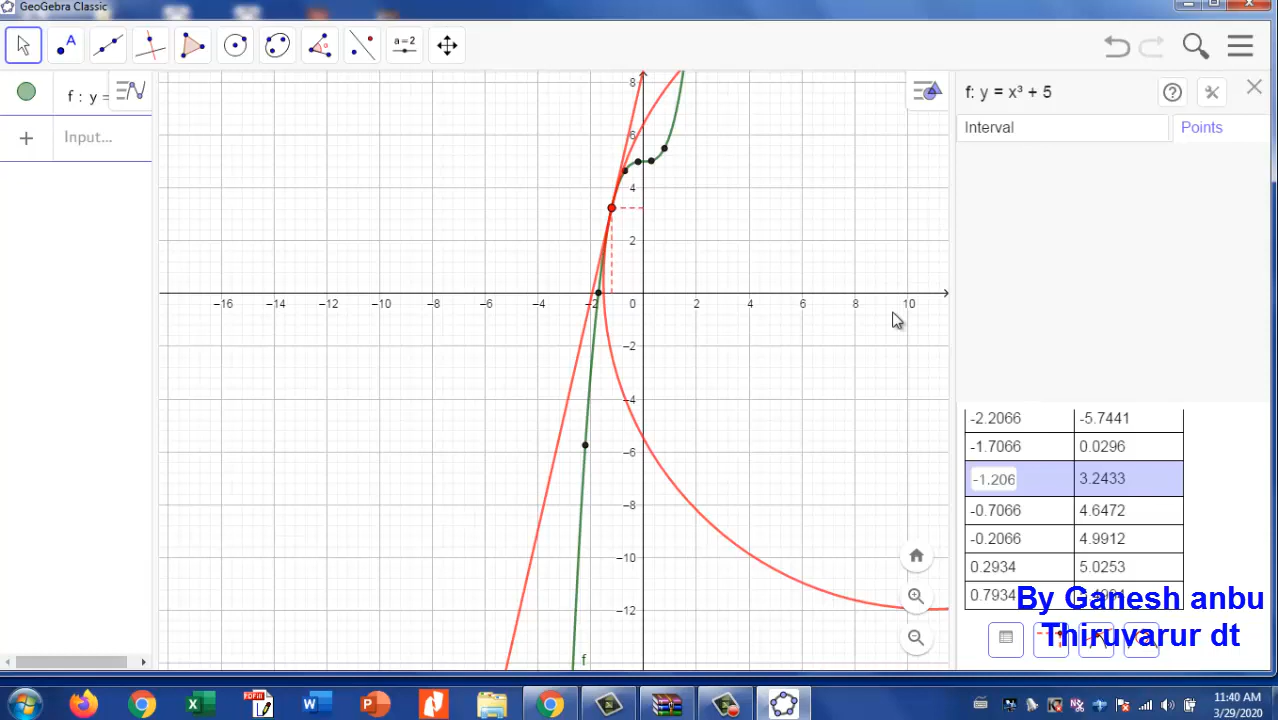 GeoGebra Classic
A
a=2
f : y =
f: y = x³ + 5
Input...
Interval
Points
8
6
4
2
-16 -14 -12 -10 -8 -6 -4 -2 0 2 4 6 8 10
-2
-4
-6
-8
-10
-12
f
-2.2066 -5.7441
-1.7066 0.0296
-1.206 3.2433
-0.7066 4.6472
-0.2066 4.9912
0.2934 5.0253
0.7934
By Ganesh anbu
Thiruvarur dt
11:40 AM
3/29/2020